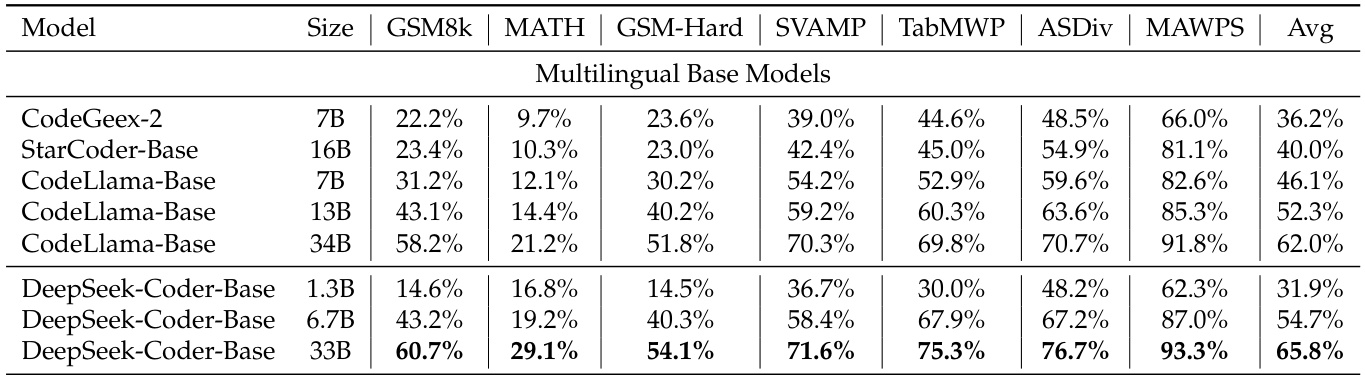 Model Size GSM8k MATH GSM-Hard SVAMP TabMWP ASDiv MAWPS Avg
Multilingual Base Models
CodeGeex-2 7B 22.2% 9.7% 23.6% 39.0% 44.6% 48.5% 66.0% 36.2%
StarCoder-Base 16B 23.4% 10.3% 23.0% 42.4% 45.0% 54.9% 81.1% 40.0%
CodeLlama-Base 7B 31.2% 12.1% 30.2% 54.2% 52.9% 59.6% 82.6% 46.1%
CodeLlama-Base 13B 43.1% 14.4% 40.2% 59.2% 60.3% 63.6% 85.3% 52.3%
CodeLlama-Base 34B 58.2% 21.2% 51.8% 70.3% 69.8% 70.7% 91.8% 62.0%
DeepSeek-Coder-Base 1.3B 14.6% 16.8% 14.5% 36.7% 30.0% 48.2% 62.3% 31.9%
DeepSeek-Coder-Base 6.7B 43.2% 19.2% 40.3% 58.4% 67.9% 67.2% 87.0% 54.7%
DeepSeek-Coder-Base 33B 60.7% 29.1% 54.1% 71.6% 75.3% 76.7% 93.3% 65.8%